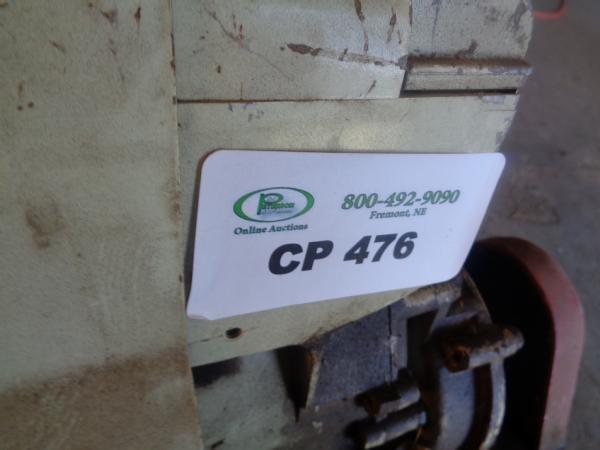 800-492-9090
Fremont, NE
Online Auctions
CP 476